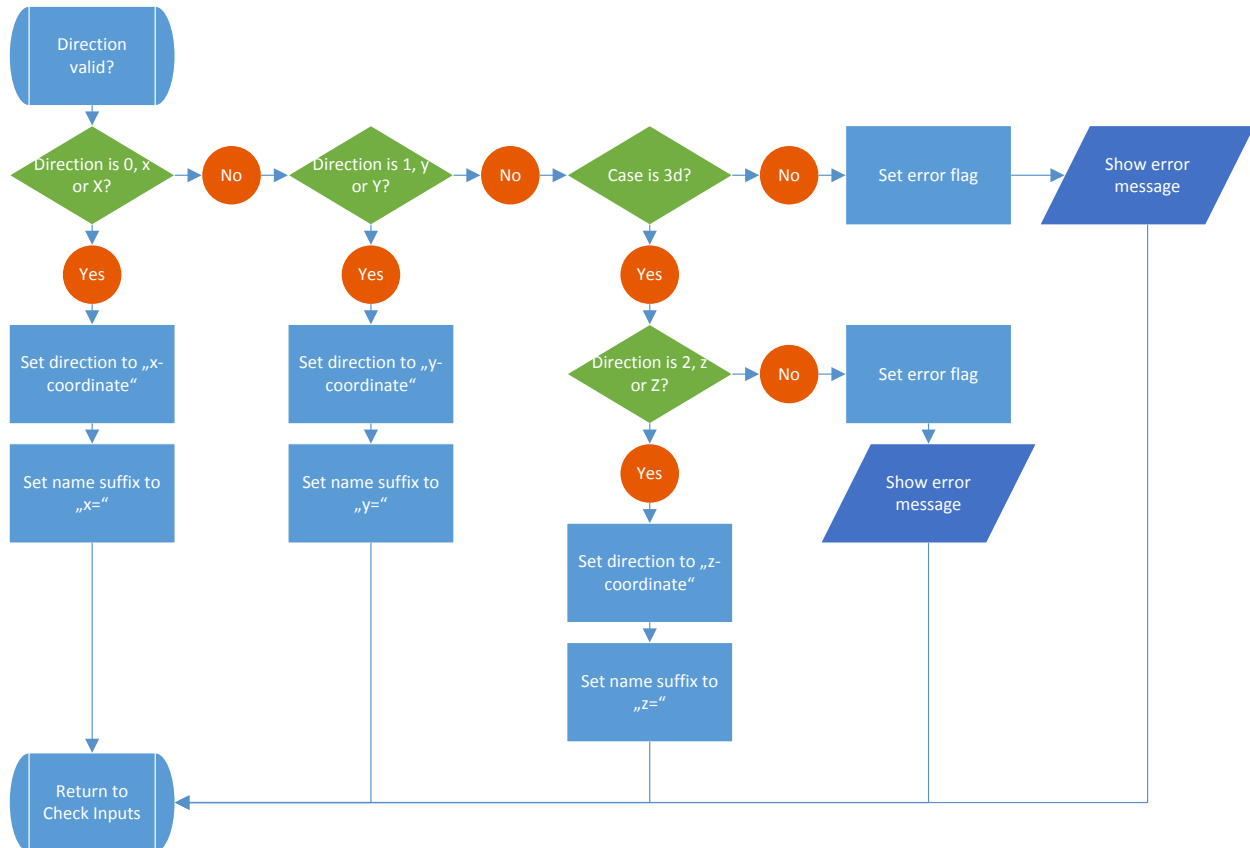 Direction
valid?
Direction is 0, x
or X?
No
Direction is 1, y
or Y?
No
Case is 3d?
No
Set error flag
Show error
message
Yes
Yes
Yes
Set direction to „x-
coordinate“
Set direction to „y-
coordinate“
Direction is 2, z
or Z?
No
Set error flag
Set name suffix to
„x=“
Set name suffix to
„y=“
Yes
Show error
message
Set direction to „z-
coordinate“
Set name suffix to
„z=“
Return to
Check Inputs